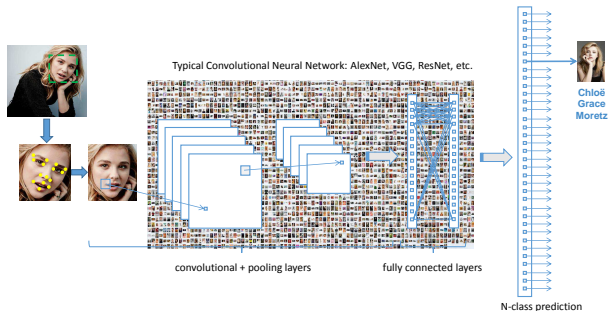 Typical Convolutional Neural Network: AlexNet, VGG, ResNet, etc.
Chloë
Grace
Moretz
convolutional + pooling layers
fully connected layers
N-class prediction